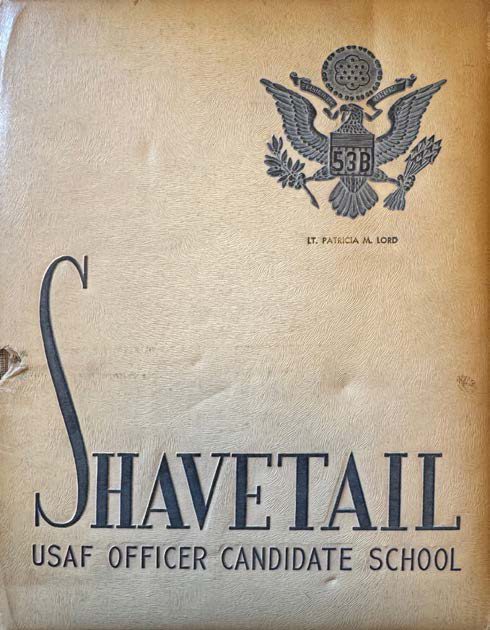 53B
LT. PATRICIA M. LORD
SHAVETAIL
USAF OFFICER CANDIDATE SCHOOL